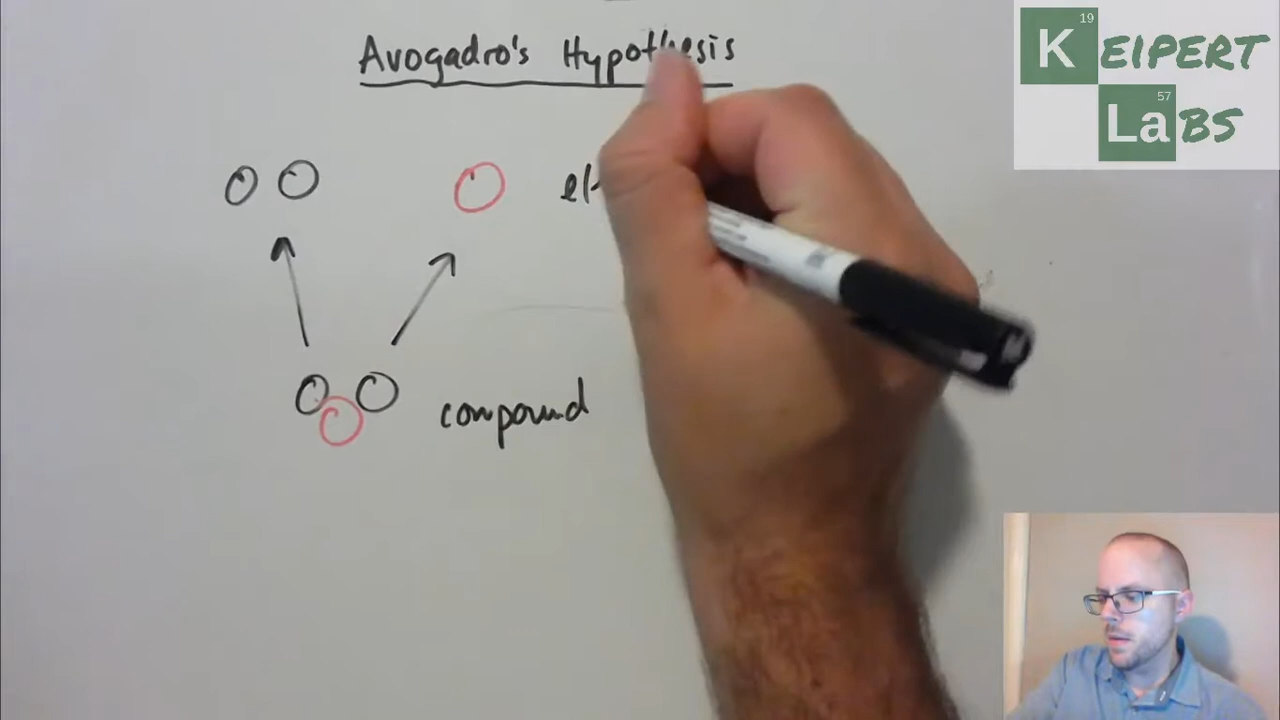 Avogadro's Hypothesis
19
KEIPERT
57
LaBS
compound